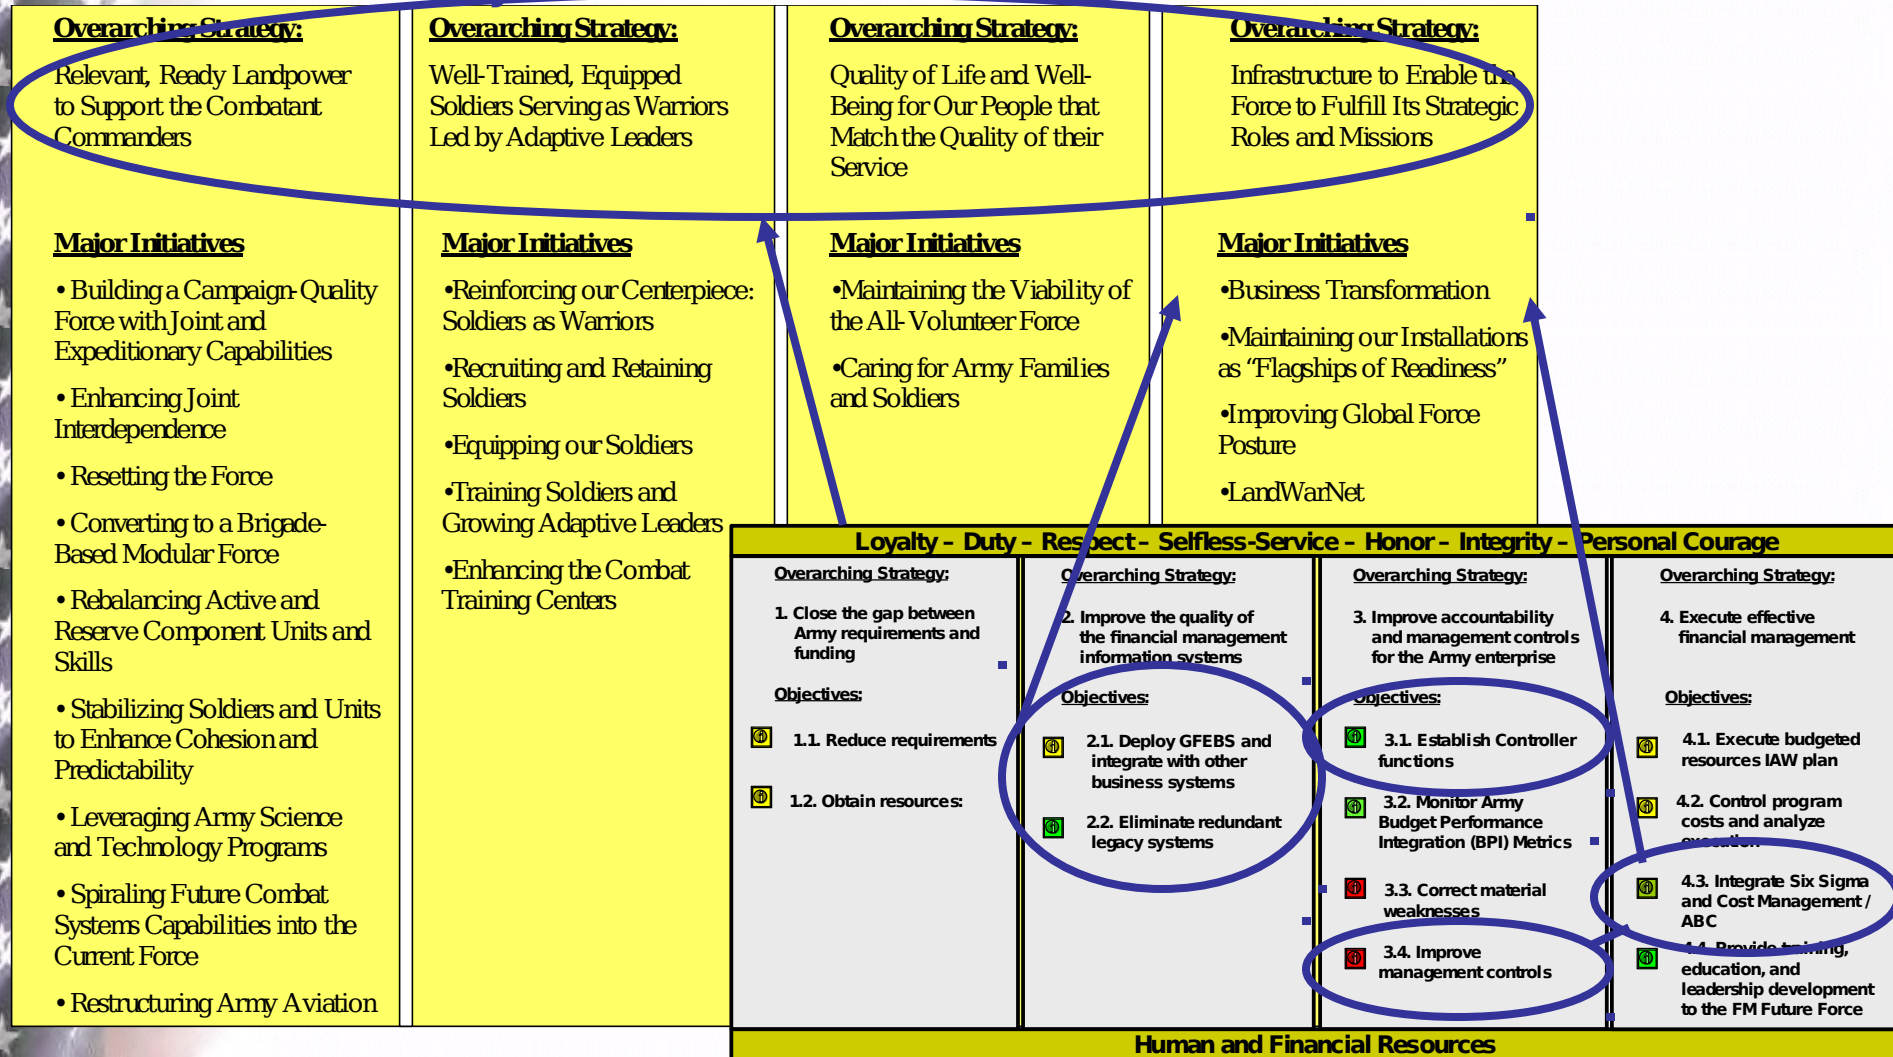 Overarching Strategy:
Relevant, Ready Landpower
to Support the Combatant
Commanders
Major Initiatives
• Building a Campaign-Quality
Force with Joint and
Expeditionary Capabilities
• Enhancing Joint
Interdependence
• Resetting the Force
• Converting to a Brigade-
Based Modular Force
• Rebalancing Active and
Reserve Component Units and
Skills
• Stabilizing Soldiers and Units
to Enhance Cohesion and
Predictability
• Leveraging Army Science
and Technology Programs
• Spiraling Future Combat
Systems Capabilities into the
Current Force
• Restructuring Army Aviation
Overarching Strategy:
Well-Trained, Equipped
Soldiers Serving as Warriors
Led by Adaptive Leaders
Major Initiatives
•Reinforcing our Centerpiece:
Soldiers as Warriors
•Recruiting and Retaining
Soldiers
•Equipping our Soldiers
•Training Soldiers and
Growing Adaptive Leaders
•Enhancing the Combat
Training Centers
Overarching Strategy:
Quality of Life and Well-
Being for Our People that
Match the Quality of their
Service
Major Initiatives
•Maintaining the Viability of
the All-Volunteer Force
•Caring for Army Families
and Soldiers
Overarching Strategy:
Infrastructure to Enable the
Force to Fulfill Its Strategic
Roles and Missions
Major Initiatives
•Business Transformation
•Maintaining our Installations
as “Flagships of Readiness”
•Improving Global Force
Posture
•LandWarNet
Loyalty – Duty – Respect – Selfless-Service – Honor – Integrity – Personal Courage
Overarching Strategy:
1. Close the gap between
Army requirements and
funding
Objectives:
1.1. Reduce requirements
1.2. Obtain resources:
Overarching Strategy:
2. Improve the quality of
the financial management
information systems
Objectives:
2.1. Deploy GFEBS and
integrate with other
business systems
2.2. Eliminate redundant
legacy systems
Overarching Strategy:
3. Improve accountability
and management controls
for the Army enterprise
Objectives:
3.1. Establish Controller
functions
3.2. Monitor Army
Budget Performance
Integration (BPI) Metrics
3.3. Correct material
weaknesses
3.4. Improve
management controls
Overarching Strategy:
4. Execute effective
financial management
Objectives:
4.1. Execute budgeted
resources IAW plan
4.2. Control program
costs and analyze
execution
4.3. Integrate Six Sigma
and Cost Management /
ABC
4.4. Provide training,
education, and
leadership development
to the FM Future Force
Human and Financial Resources